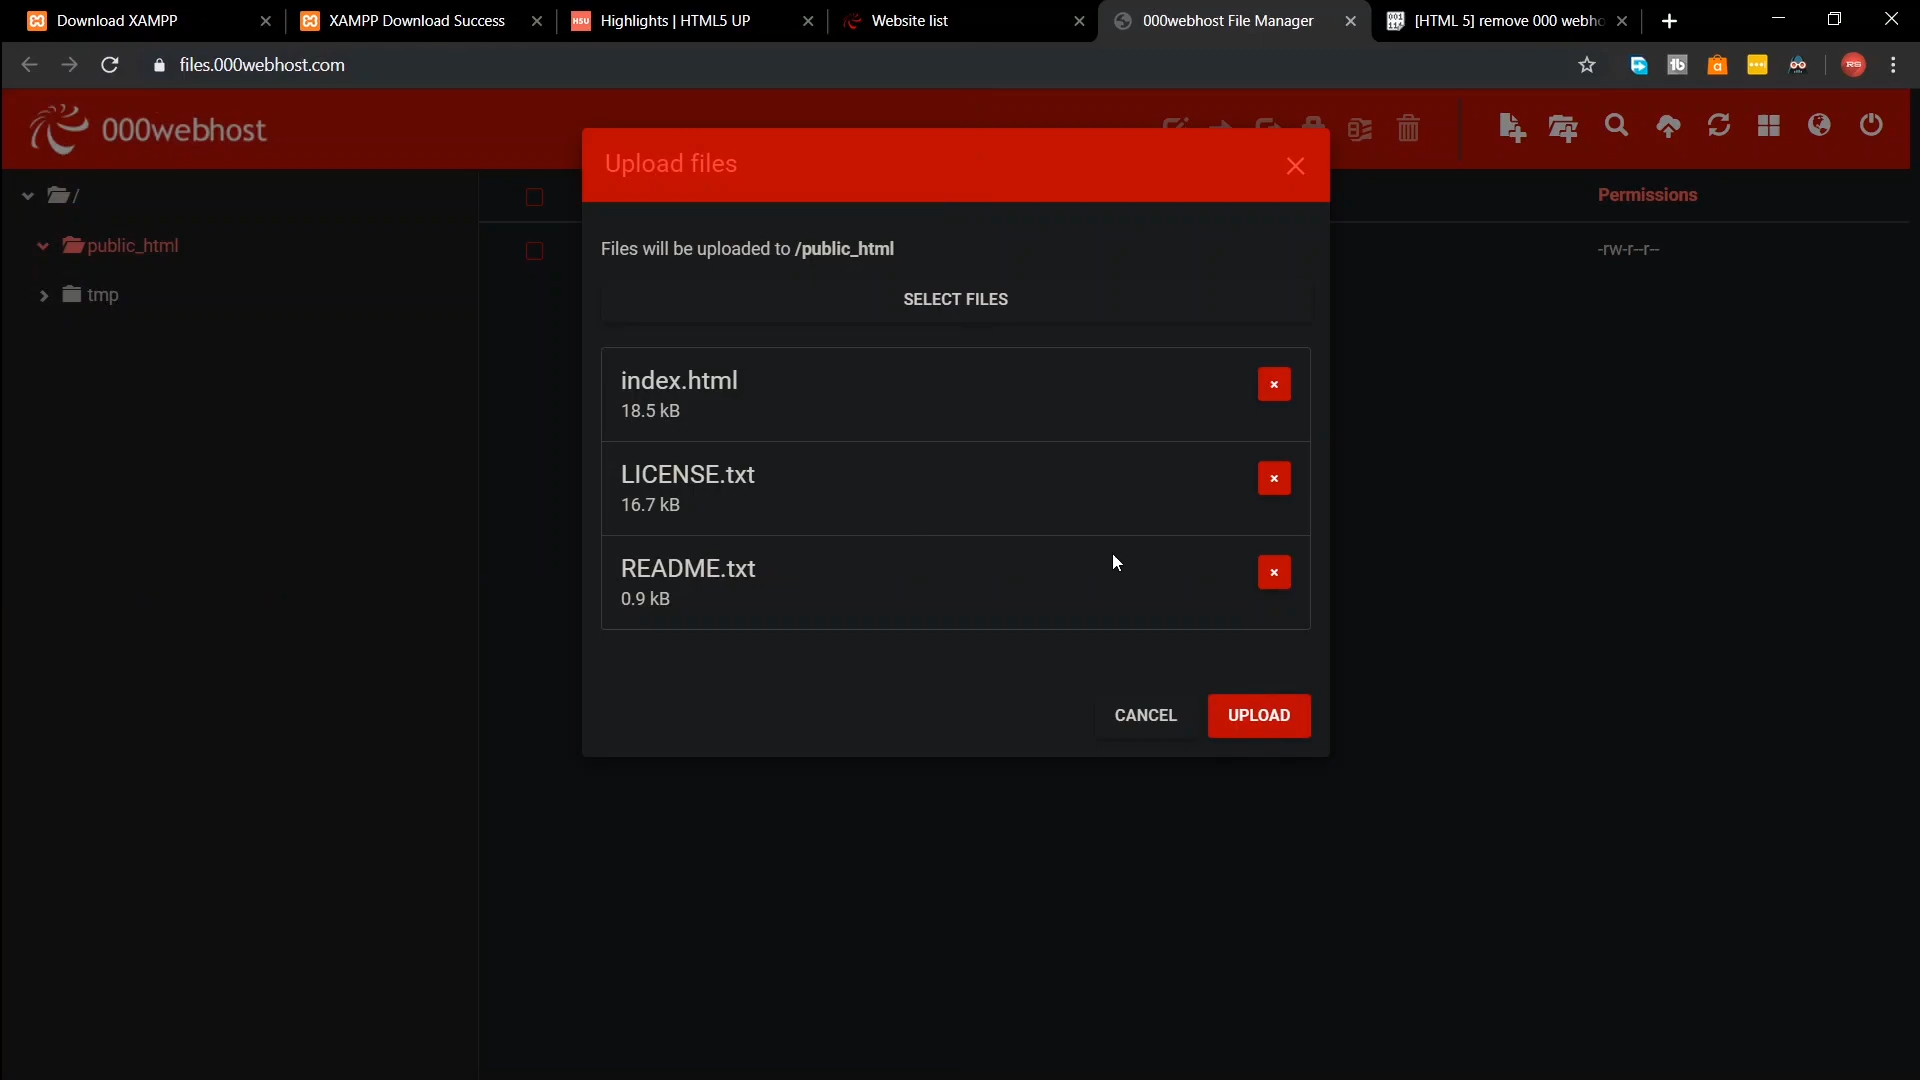 Download XAMPP
XAMPP Download Success
HSU Highlights | HTML5 UP
Website list
000webhost File Manager
[HTML 5] remove 000 webho
files.000webhost.com
000webhost
Upload files
/
Permissions
public_html
Files will be uploaded to /public_html
-rw-r--r--
tmp
SELECT FILES
index.html
18.5 kB
LICENSE.txt
16.7 kB
README.txt
0.9 kB
CANCEL
UPLOAD